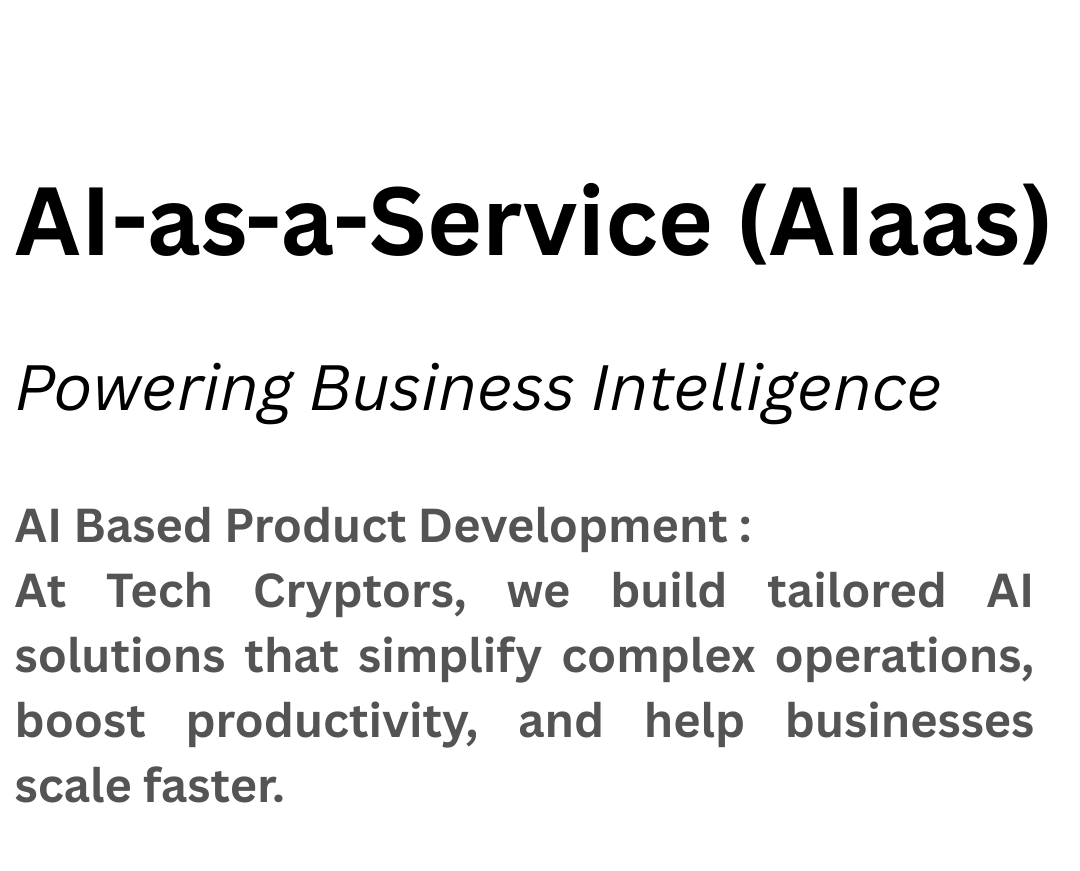 AI-as-a-Service (AIaas)
Powering Business Intelligence
AI Based Product Development :
At Tech Cryptors, we build tailored AI
solutions that simplify complex operations,
boost productivity, and help businesses
scale faster.